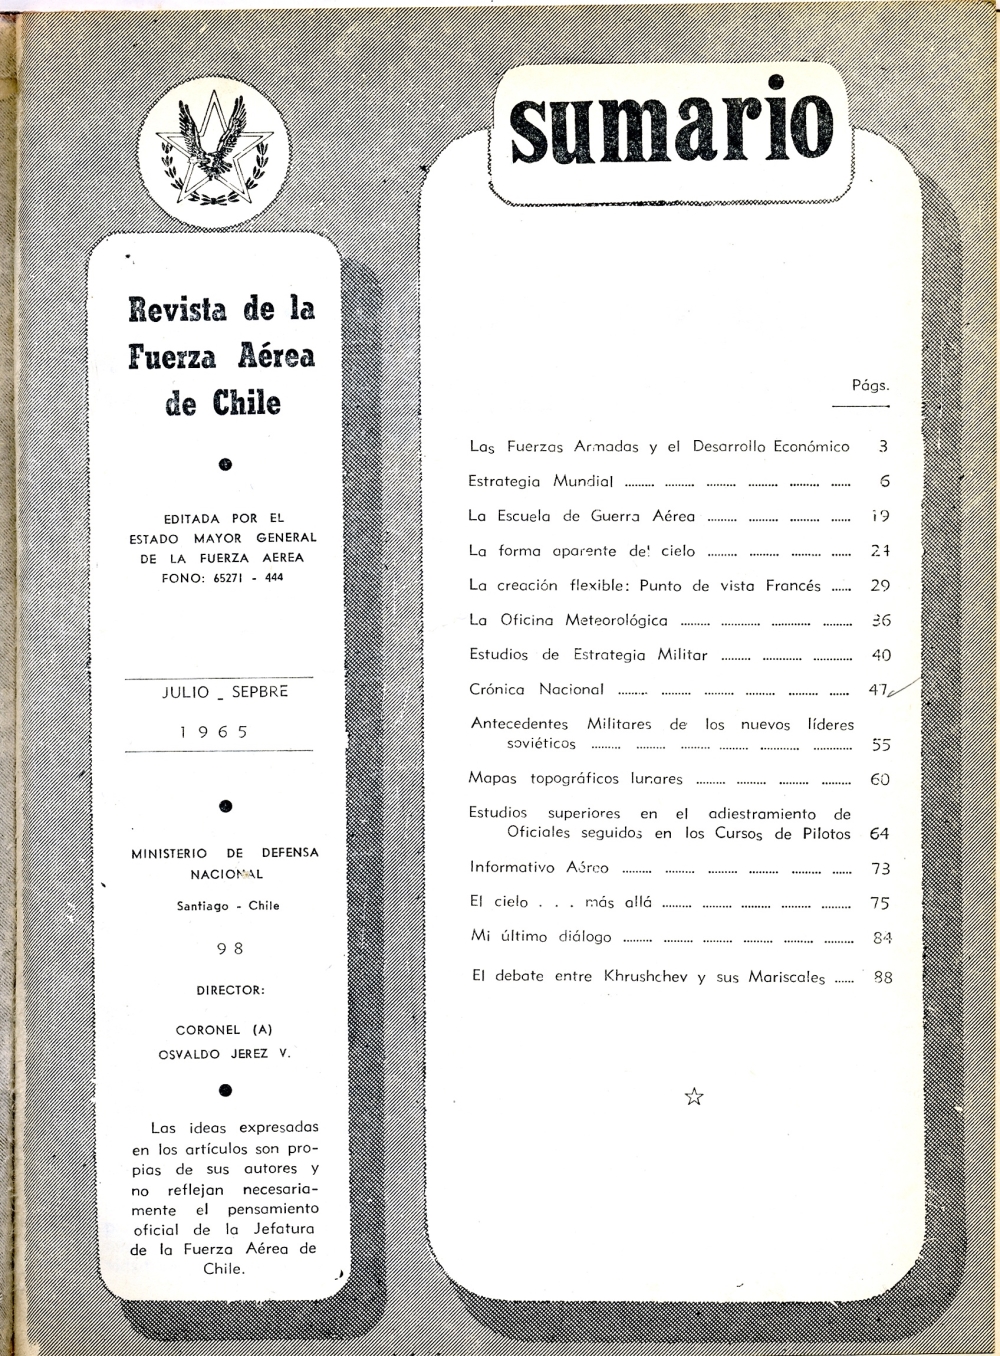 sumario
Revista de la
Fuerza Aérea
de Chile
EDITADA POR EL
ESTADO MAYOR GENERAL
DE LA FUERZA AEREA
FONO: 65271 - 444
JULIO _ SEPBRE
1965
MINISTERIO DE DEFENSA
NACIONAL
Santiago - Chile
98
DIRECTOR:
CORONEL (A)
OSVALDO JEREZ V.
Las ideas expresadas
en los artículos son pro-
pias de sus autores y
no reflejan necesaria-
mente el pensamiento
oficial de la Jefatura
de la Fuerza Aérea de
Chile.
Págs.
Las Fuerzas Armadas y el Desarrollo Económico 3
Estrategia Mundial ........ ........ ........ ........ ........ ...... 6
La Escuela de Guerra Aérea ........ ........ ........ ...... 19
La forma aparente del cielo ........ ........ ........ ...... 24
La creación flexible: Punto de vista Francés ...... 29
La Oficina Meteorológica ........ ........... ........... ........ 36
Estudios de Estrategia Militar ........ ........... ........... 40
Crónica Nacional ........ ........ ........ ........ ........ ...... 47
Antecedentes Militares de los nuevos líderes
soviéticos ........ ........ ........ ........ ........... ........... 55
Mapas topográficos lunares ........ ........ ........ ........ 60
Estudios superiores en el adiestramiento de
Oficiales seguidos en los Cursos de Pilotos 64
Informativo Aéreo ........ ........ ........ ........ ........ ...... 73
El cielo . . . más allá ........ ........ ........ ........ ........ 75
Mi último diálogo ........ ........ ........ ........ ........ ........ 84
El debate entre Khrushchev y sus Mariscales ...... 88